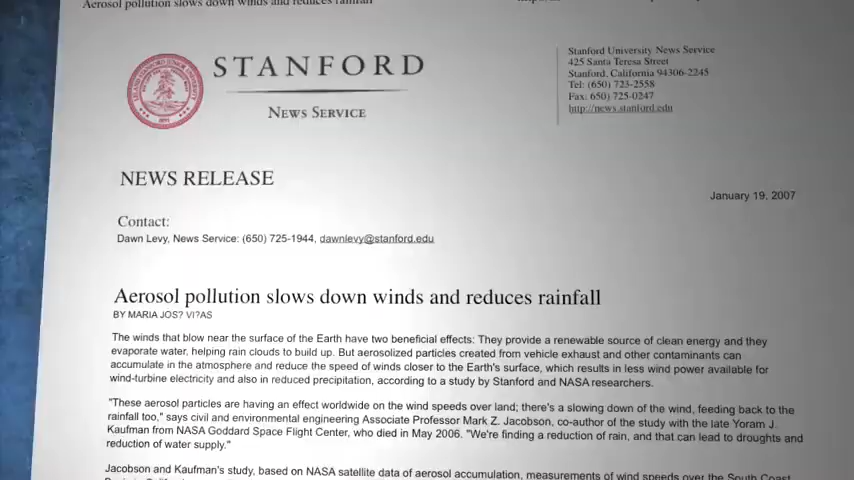 Aerosol pollution slows down winds and reduces rainfall
STANFORD
NEWS SERVICE
Stanford University News Service
425 Santa Teresa Street
Stanford, California 94306-2245
Tel: (650) 723-2558
Fax: 650) 725-0247
http://news.stanford.edu
NEWS RELEASE
January 19, 2007
Contact:
Dawn Levy, News Service: (650) 725-1944, dawnlevy@stanford.edu
Aerosol pollution slows down winds and reduces rainfall
BY MARIA JOS? VI?AS
The winds that blow near the surface of the Earth have two beneficial effects: They provide a renewable source of clean energy and they
evaporate water, helping rain clouds to build up. But aerosolized particles created from vehicle exhaust and other contaminants can
accumulate in the atmosphere and reduce the speed of winds closer to the Earth's surface, which results in less wind power available for
wind-turbine electricity and also in reduced precipitation, according to a study by Stanford and NASA researchers.
"These aerosol particles are having an effect worldwide on the wind speeds over land; there's a slowing down of the wind, feeding back to the
rainfall too," says civil and environmental engineering Associate Professor Mark Z. Jacobson, co-author of the study with the late Yoram J.
Kaufman from NASA Goddard Space Flight Center, who died in May 2006. "We're finding a reduction of rain, and that can lead to droughts and
reduction of water supply."
Jacobson and Kaufman's study, based on NASA satellite data of aerosol accumulation, measurements of wind speeds over the South Coast